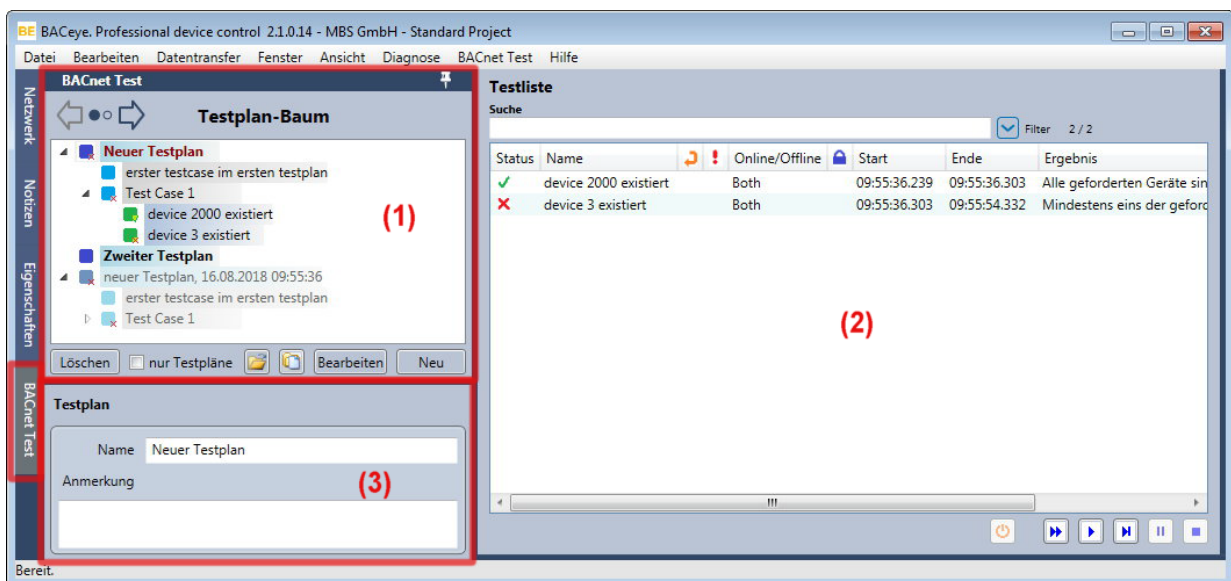 BE BACeye. Professional device control 2.1.0.14 - MBS GmbH - Standard Project
Datei Bearbeiten Datentransfer Fenster Ansicht Diagnose BACnet Test Hilfe
Netzwerk
Notizen
Eigenschaften
BACnet Test
BACnet Test
Testplan-Baum
Neuer Testplan
erster testcase im ersten testplan
Test Case 1
device 2000 existiert
device 3 existiert
Zweiter Testplan
neuer Testplan, 16.08.2018 09:55:36
erster testcase im ersten testplan
Test Case 1
(1)
Löschen nur Testpläne Bearbeiten Neu
Testplan
Name Neuer Testplan
Anmerkung
(3)
Testliste
Suche
Filter 2 / 2
Status Name Online/Offline Start Ende Ergebnis
device 2000 existiert Both 09:55:36.239 09:55:36.303 Alle geforderten Geräte sin
device 3 existiert Both 09:55:36.303 09:55:54.332 Mindestens eins der geforc
(2)
Bereit.